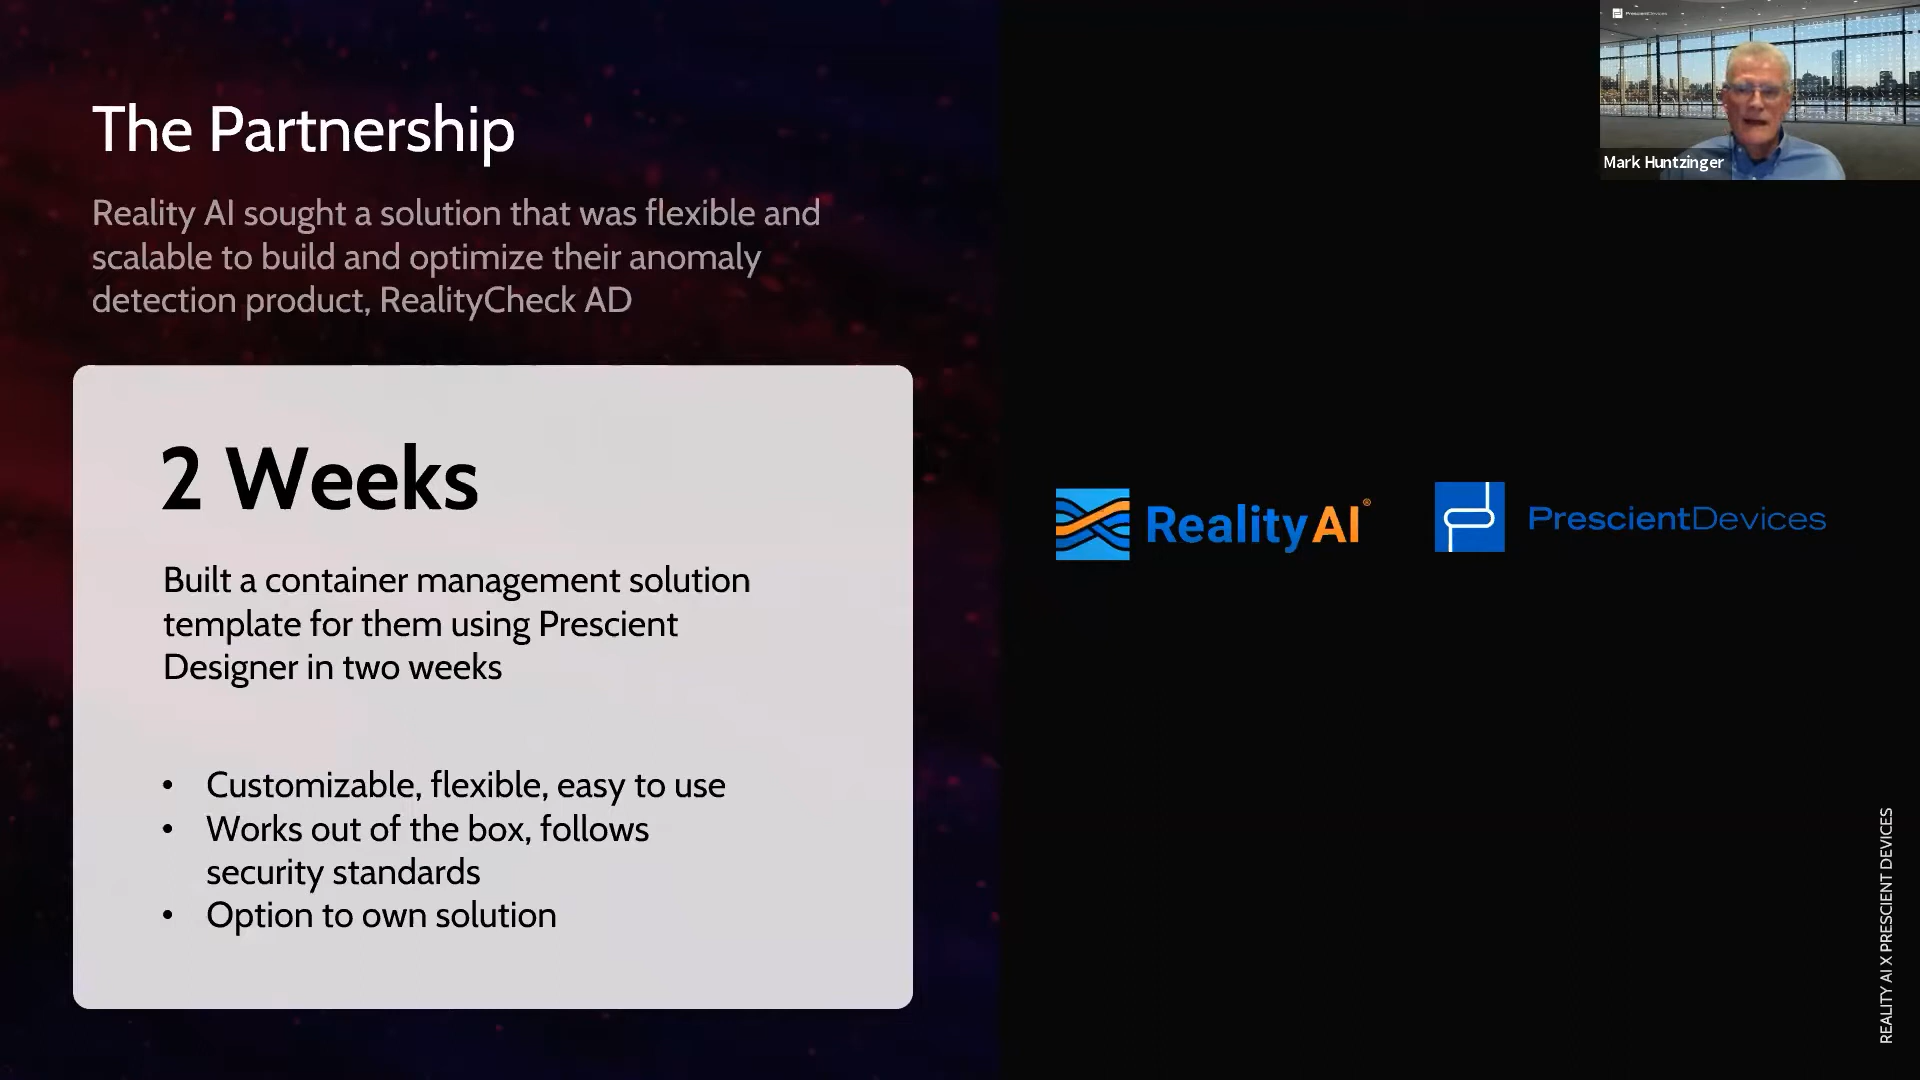 The Partnership
Reality AI sought a solution that was flexible and
scalable to build and optimize their anomaly
detection product, RealityCheck AD
2 Weeks
Built a container management solution
template for them using Prescient
Designer in two weeks
• Customizable, flexible, easy to use
• Works out of the box, follows
security standards
• Option to own solution
Reality AI®
PrescientDevices
PrescientDevices
Mark Huntzinger
REALITY AI X PRESCIENT DEVICES